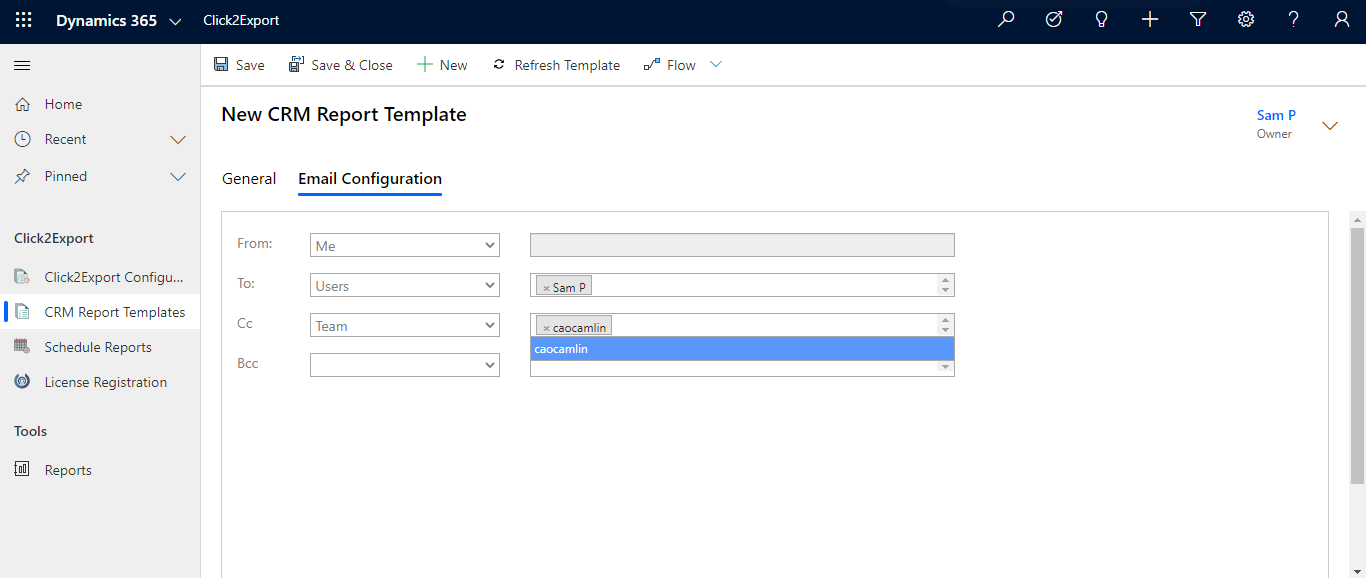 Dynamics 365 Click2Export
Save Save & Close New Refresh Template Flow
Home
Recent
Pinned
Click2Export
Click2Export Configu...
CRM Report Templates
Schedule Reports
License Registration
Tools
Reports
New CRM Report Template
Sam P
Owner
General Email Configuration
From: Me
To: Users × Sam P
Cc Team × caocamlin
caocamlin
Bcc